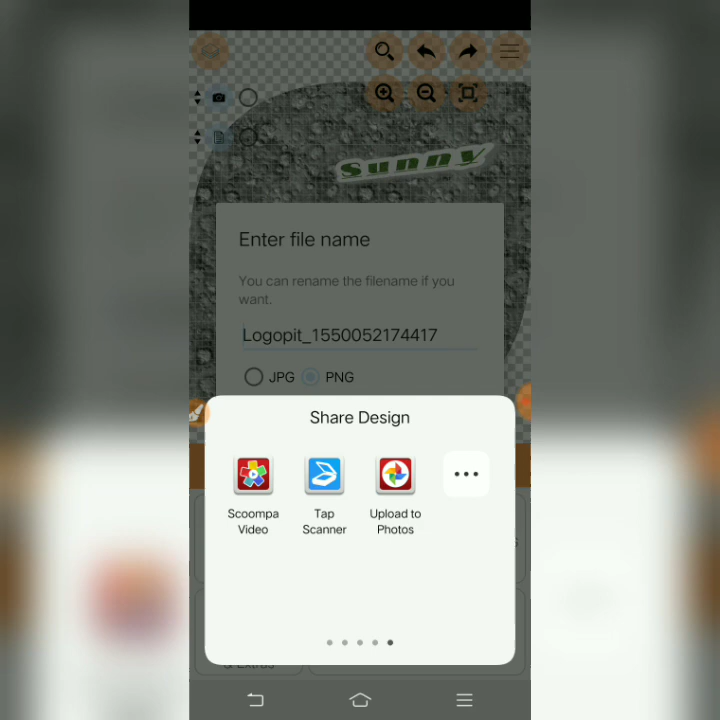 Sunny
Enter file name
You can rename the filename if you
want.
Logopit_1550052174417
JPG PNG
Share Design
Scoompa
Video
Tap
Scanner
Upload to
Photos
& Extras